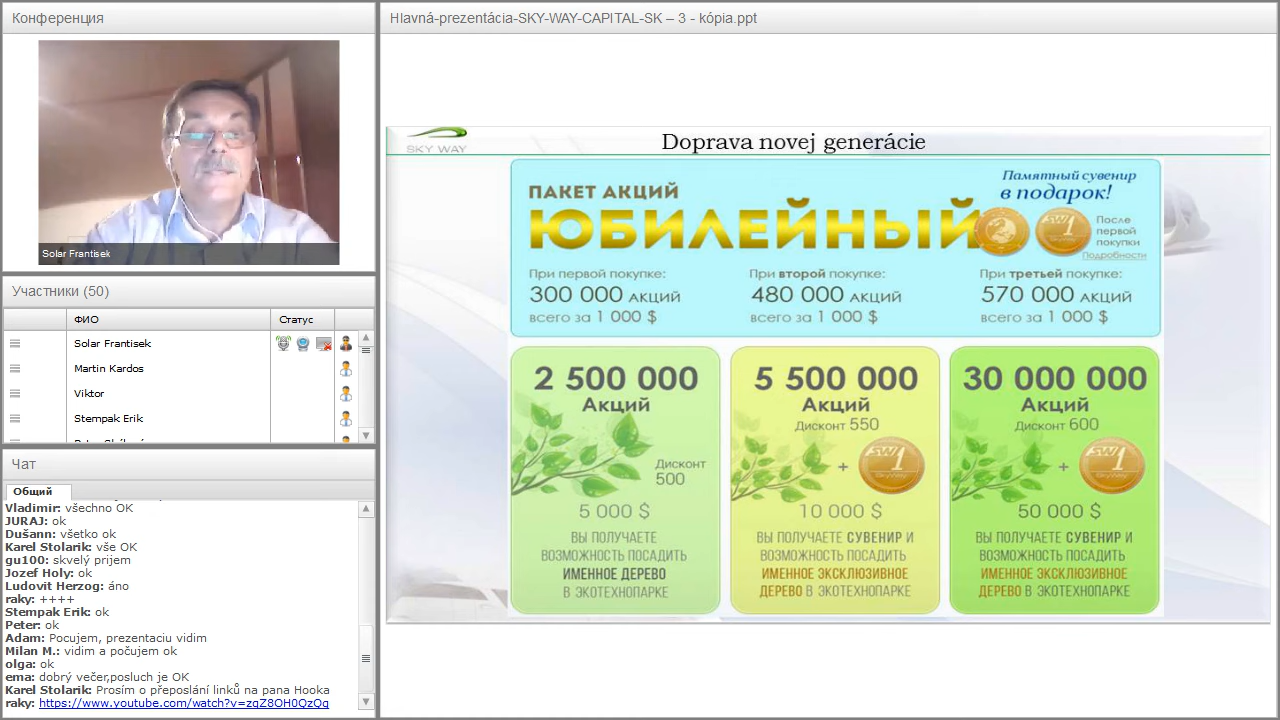 Конференция
Solar Frantisek
Участники (50)
ФИО
Статус
Solar Frantisek
Martin Kardos
Viktor
Stempak Erik
Чат
Общий
Vladimir: všechno OK
JURAJ: ok
Dušann: všetko ok
Karel Stolarik: vše OK
gu100: skvelý prijem
Jozef Holy: ok
Ludovit Herzog: áno
raky: ++++
Stempak Erik: ok
Peter: ok
Adam: Pocujem, prezentaciu vidim
Milan M.: vidim a počujem ok
olga: ok
ema: dobrý večer,posluch je OK
Karel Stolarik: Prosím o přeposlání linků na pana Hooka
raky: https://www.youtube.com/watch?v=zqZ8OH0QzQg
Hlavná-prezentácia-SKY-WAY-CAPITAL-SK – 3 - kópia.ppt
SKY WAY
Doprava novej generácie
ПАКЕТ АКЦИЙ
ЮБИЛЕЙНЫЙ
Памятный сувенир
в подарок!
SW1
SkyWay
После
первой
покупки
Подробности
При первой покупке:
300 000 АКЦИЙ
всего за 1 000 $
При второй покупке:
480 000 АКЦИЙ
всего за 1 000 $
При третьей покупке:
570 000 АКЦИЙ
всего за 1 000 $
2 500 000
Акций
Дисконт
500
5 000 $
ВЫ ПОЛУЧАЕТЕ
ВОЗМОЖНОСТЬ ПОСАДИТЬ
ИМЕННОЕ ДЕРЕВО
В ЭКОТЕХНОПАРКЕ
5 500 000
Акций
Дисконт 550
+
SW1
SkyWay
10 000 $
ВЫ ПОЛУЧАЕТЕ СУВЕНИР И
ВОЗМОЖНОСТЬ ПОСАДИТЬ
ИМЕННОЕ ЭКСКЛЮЗИВНОЕ
ДЕРЕВО В ЭКОТЕХНОПАРКЕ
30 000 000
Акций
Дисконт 600
+
SW1
SkyWay
50 000 $
ВЫ ПОЛУЧАЕТЕ СУВЕНИР И
ВОЗМОЖНОСТЬ ПОСАДИТЬ
ИМЕННОЕ ЭКСКЛЮЗИВНОЕ
ДЕРЕВО В ЭКОТЕХНОПАРКЕ